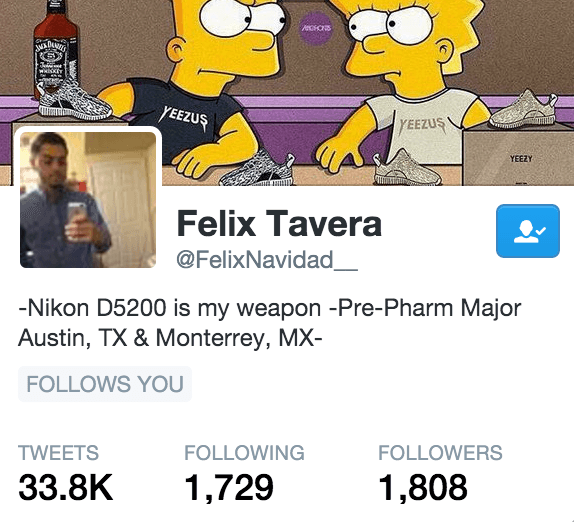 JACK DANIEL'S
WHISKEY
YEEZUS
YEEZUS
YEEZY
Felix Tavera
@FelixNavidad__
-Nikon D5200 is my weapon -Pre-Pharm Major
Austin, TX & Monterrey, MX-
FOLLOWS YOU
TWEETS FOLLOWING FOLLOWERS
33.8K 1,729 1,808